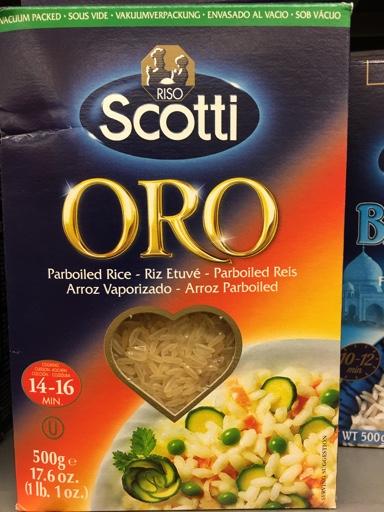 VACUUM PACKED • SOUS VIDE • VAKUUMVERPACKUNG • ENVASADO AL VACIO • SOB VÁCUO
RISO
Scotti
ORO
Parboiled Rice - Riz Etuvé - Parboiled Reis
Arroz Vaporizado - Arroz Parboiled
14-16
MIN.
U
500g e
17.6 oz.
(1 lb. 1 oz.)
SERVING SUGGESTION
B
10-12
min
WT 500g